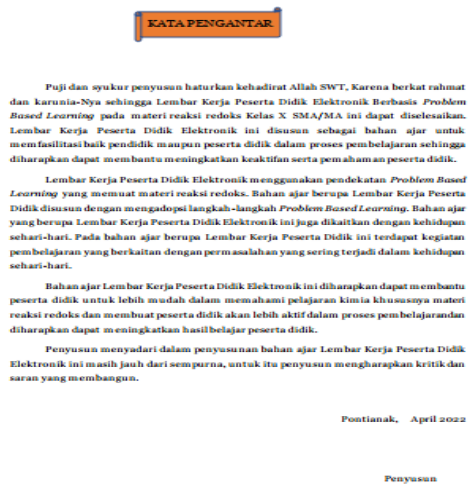 KATA PENGANTAR
Puji dan syukur penyusun haturkan kehadirat Allah SWT, Karena berkat rahmat
dan karunia-Nya sehingga Lembar Kerja Peserta Didik Elektronik Berbasis Problem
Based Learning pada materi reaksi redoks Kelas X SMA/MA ini dapat diselesaikan.
Lembar Kerja Peserta Didik Elektronik ini disusun sebagai bahan ajar untuk
memfasilitasi baik pendidik maupun peserta didik dalam proses pembelajaran sehingga
diharapkan dapat membantu meningkatkan keaktifan serta pemahaman peserta didik.
Lembar Kerja Peserta Didik Elektronik menggunakan pendekatan Problem Based
Learning yang memuat materi reaksi redoks. Bahan ajar berupa Lembar Kerja Peserta
Didik disusun dengan mengadopsi langkah-langkah Problem Based Learning. Bahan ajar
yang berupa Lembar Kerja Peserta Didik Elektronik ini juga dikaitkan dengan kehidupan
sehari-hari. Pada bahan ajar berupa Lembar Kerja Peserta Didik ini terdapat kegiatan
pembelajaran yang berkaitan dengan permasalahan yang sering terjadi dalam kehidupan
sehari-hari.
Bahan ajar Lembar Kerja Peserta Didik Elektronik ini diharapkan dapat membantu
peserta didik untuk lebih mudah dalam memahami pelajaran kimia khususnya materi
reaksi redoks dan membuat peserta didik akan lebih aktif dalam proses pembelajarandan
diharapkan dapat meningkatkan hasil belajar peserta didik.
Penyusun menyadari dalam penyusunan bahan ajar Lembar Kerja Peserta Didik
Elektronik ini masih jauh dari sempurna, untuk itu penyusun mengharapkan kritik dan
saran yang membangun.
Pontianak, April 2022
Penyusun